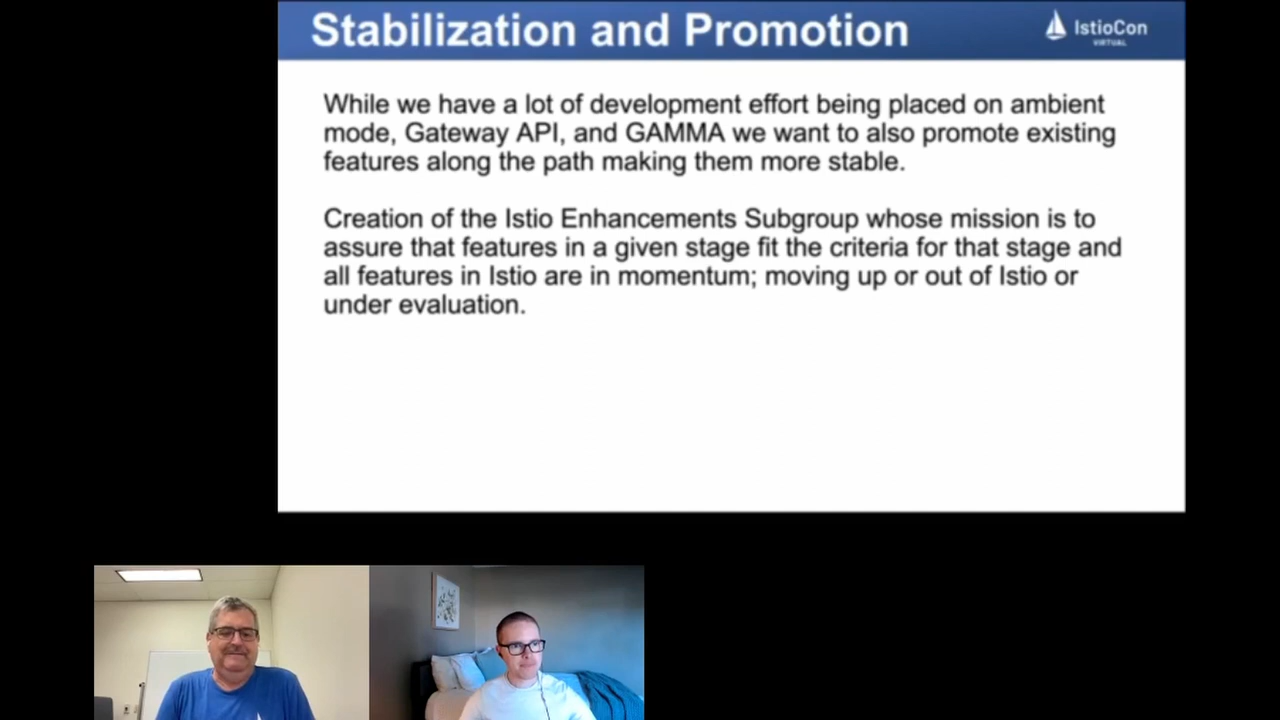 Stabilization and Promotion
IstioCon
VIRTUAL
While we have a lot of development effort being placed on ambient
mode, Gateway API, and GAMMA we want to also promote existing
features along the path making them more stable.
Creation of the Istio Enhancements Subgroup whose mission is to
assure that features in a given stage fit the criteria for that stage and
all features in Istio are in momentum; moving up or out of Istio or
under evaluation.